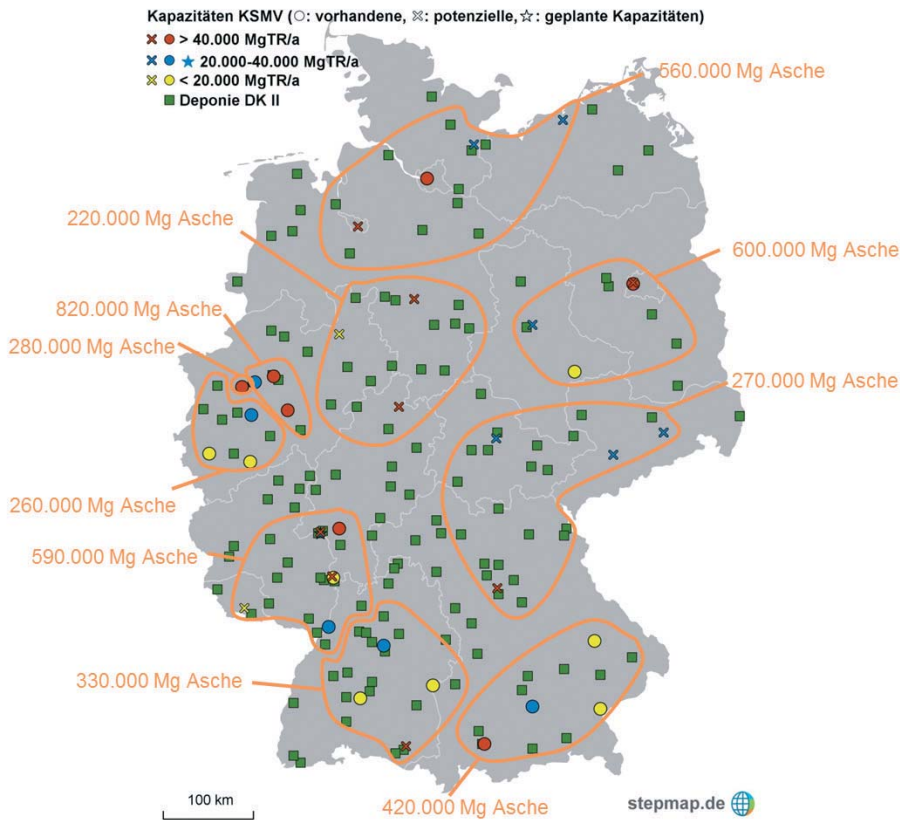 Kapazitäten KSMV (○: vorhandene, ×: potenzielle, ☆: geplante Kapazitäten)
> 40.000 MgTR/a
20.000-40.000 MgTR/a
< 20.000 MgTR/a
Deponie DK II
560.000 Mg Asche
220.000 Mg Asche
600.000 Mg Asche
820.000 Mg Asche
280.000 Mg Asche
270.000 Mg Asche
260.000 Mg Asche
590.000 Mg Asche
330.000 Mg Asche
420.000 Mg Asche
100 km
stepmap.de